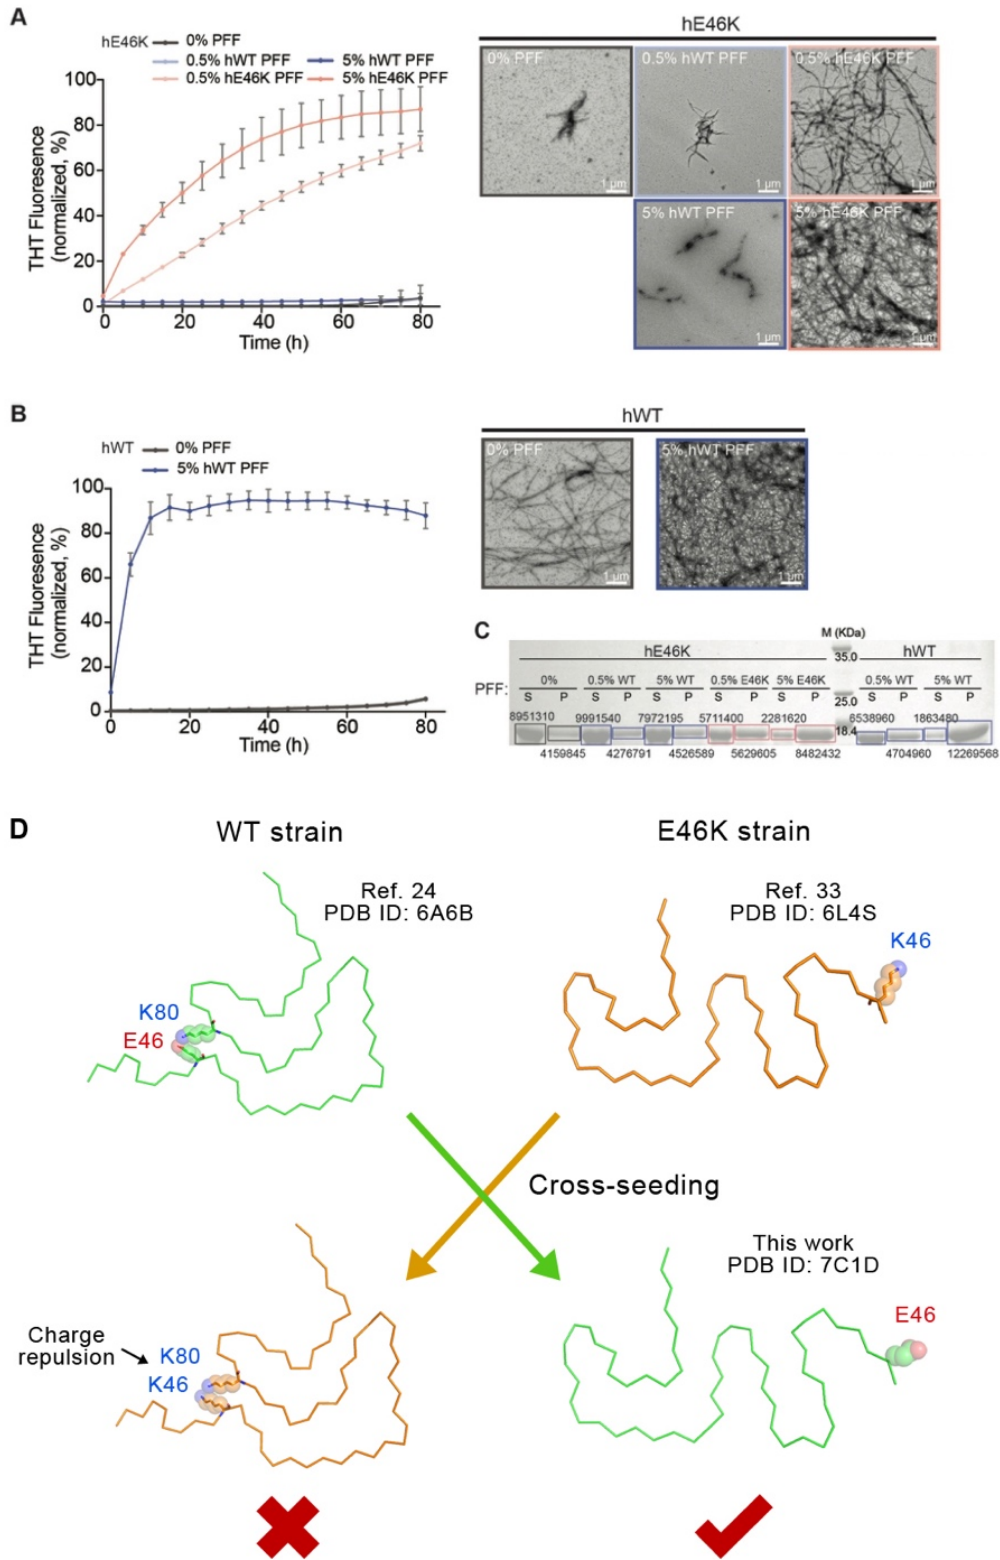 A
hE46K
0% PFF
0.5% hWT PFF
5% hWT PFF
0.5% hE46K PFF
5% hE46K PFF
THT Fluoresence
(normalized, %)
100
80
60
40
20
0
0
20
40
60
80
Time (h)
hE46K
0% PFF
1 µm
0.5% hWT PFF
1 µm
0.5% hE46K PFF
1 µm
5% hWT PFF
1 µm
5% hE46K PFF
1 µm
B
hWT
0% PFF
5% hWT PFF
THT Fluoresence
(normalized, %)
100
80
60
40
20
0
0
20
40
60
80
Time (h)
hWT
0% PFF
1 µm
5% hWT PFF
1 µm
C
M (KDa)
hE46K
35.0
hWT
PFF:
0%
0.5% WT
5% WT
0.5% E46K
5% E46K
0.5% WT
5% WT
S P S P S P S P S P
25.0
S P S P
8951310
9991540
7972195
5711400
2281620
18.4
6538960
1863480
4159845
4276791
4526589
5629605
8482432
4704960
12269568
D
WT strain
E46K strain
Ref. 24
PDB ID: 6A6B
Ref. 33
PDB ID: 6L4S
K46
K80
E46
Cross-seeding
This work
PDB ID: 7C1D
E46
Charge
repulsion
K80
K46